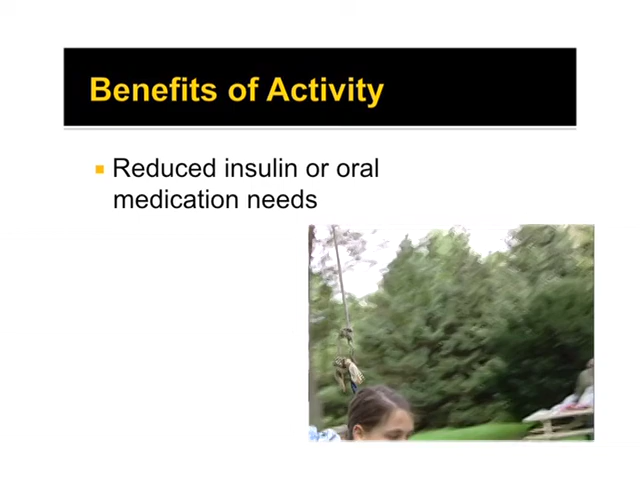 Benefits of Activity
Reduced insulin or oral
medication needs